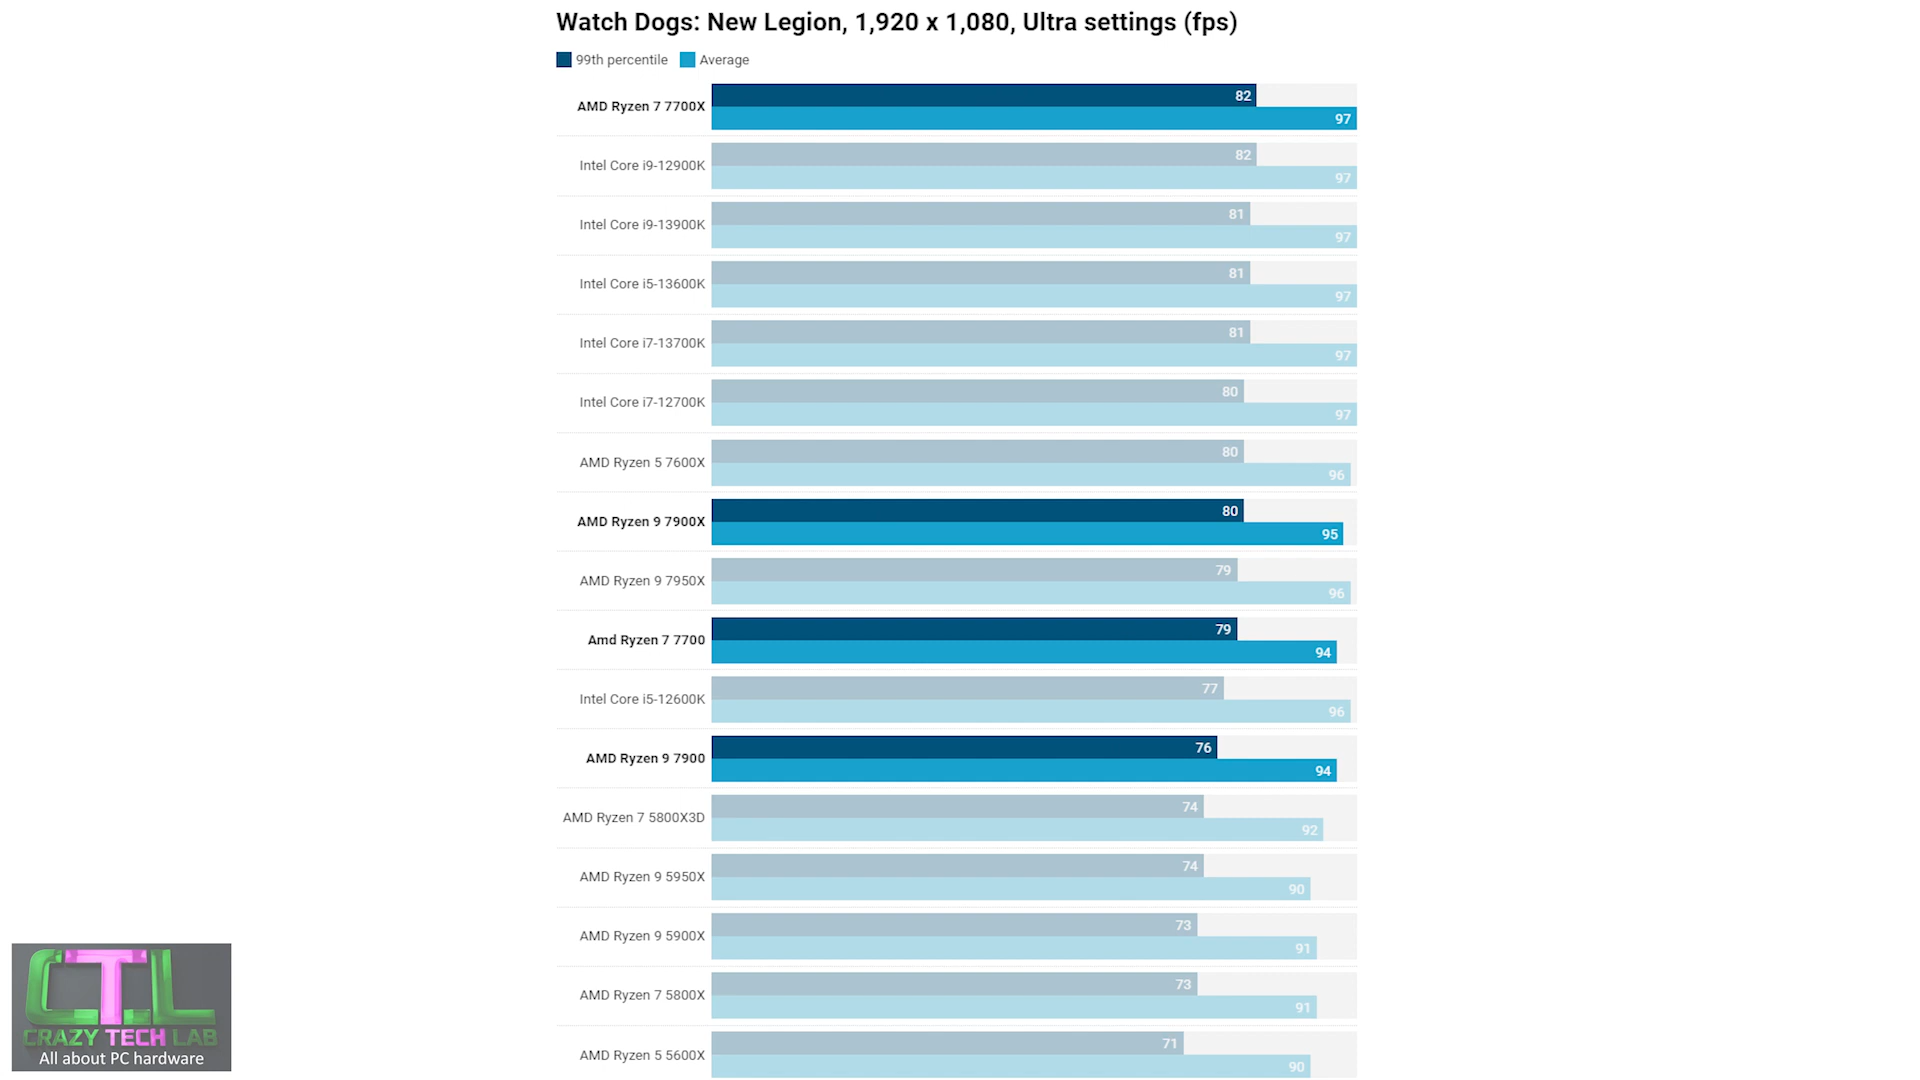 Watch Dogs: New Legion, 1,920 x 1,080, Ultra settings (fps)
99th percentile Average
AMD Ryzen 7 7700X 82
97
Intel Core i9-12900K 82
97
Intel Core i9-13900K 81
97
Intel Core i5-13600K 81
97
Intel Core i7-13700K 81
97
Intel Core i7-12700K 80
97
AMD Ryzen 5 7600X 80
96
AMD Ryzen 9 7900X 80
95
AMD Ryzen 9 7950X 79
96
Amd Ryzen 7 7700 79
94
Intel Core i5-12600K 77
96
AMD Ryzen 9 7900 76
94
AMD Ryzen 7 5800X3D 74
92
AMD Ryzen 9 5950X 74
90
AMD Ryzen 9 5900X 73
91
AMD Ryzen 7 5800X 73
91
AMD Ryzen 5 5600X 71
90
CTL
CRAZY TECH LAB
All about PC hardware